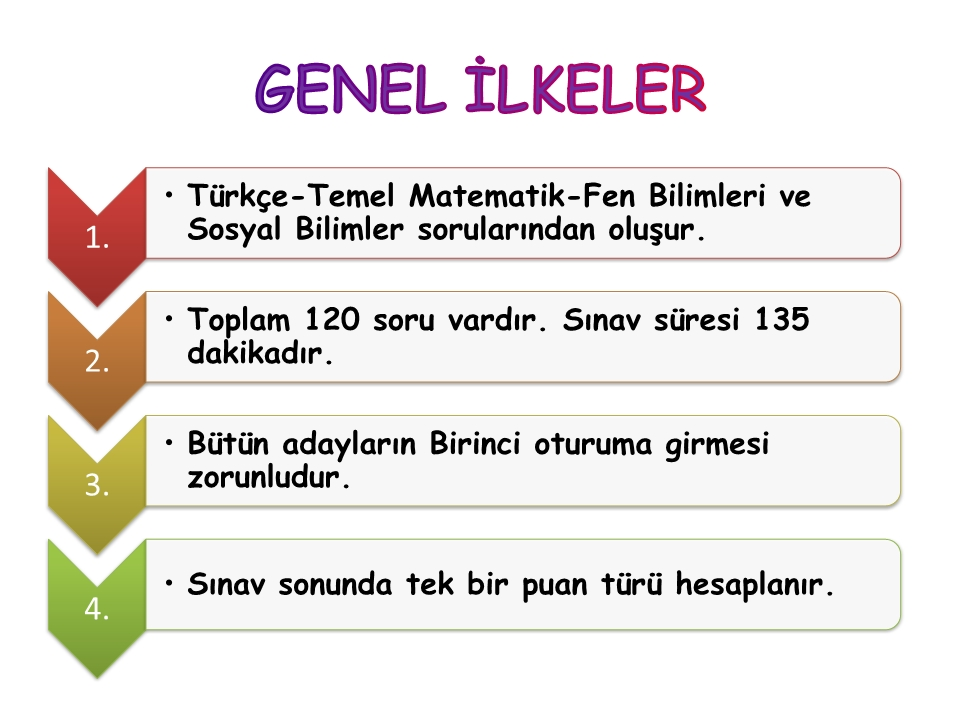 GENEL İLKELER
1.
• Türkçe-Temel Matematik-Fen Bilimleri ve
Sosyal Bilimler sorularından oluşur.
2.
• Toplam 120 soru vardır. Sınav süresi 135
dakikadır.
3.
• Bütün adayların Birinci oturuma girmesi
zorunludur.
4.
• Sınav sonunda tek bir puan türü hesaplanır.